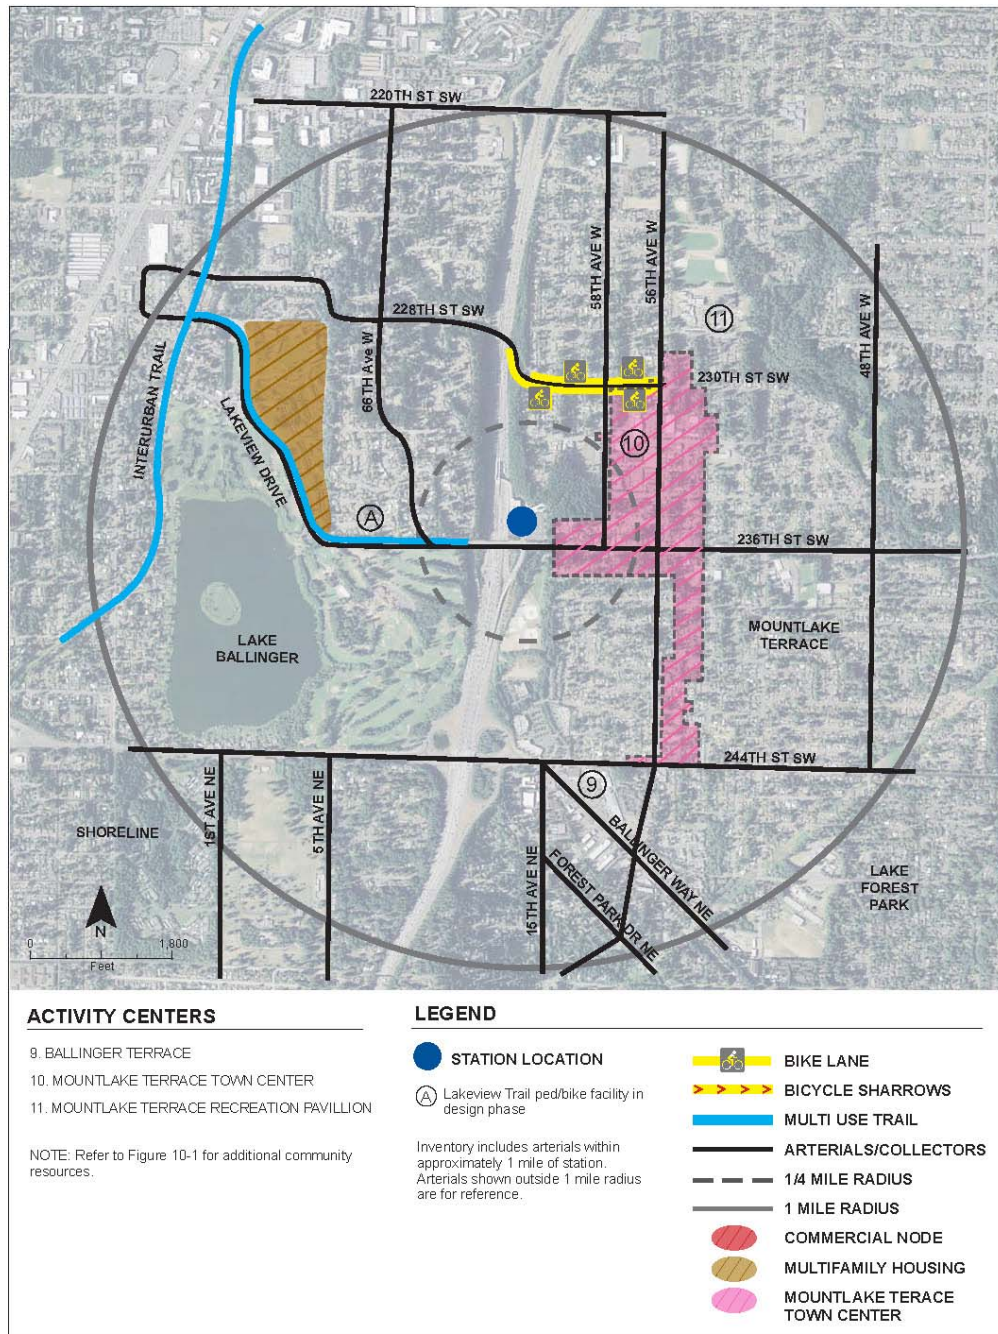 220TH ST SW
58TH AVE W
56TH AVE W
48TH AVE W
66TH Ave W
228TH ST SW
11
230TH ST SW
INTERURBAN TRAIL
LAKEVIEW DRIVE
10
A
236TH ST SW
LAKE
BALLINGER
MOUNTLAKE
TERRACE
244TH ST SW
9
1ST AVE NE
5TH AVE NE
15TH AVE NE
BALLINGER WAY NE
FOREST PARK DR NE
SHORELINE
LAKE
FOREST
PARK
N
0 1,800
Feet
ACTIVITY CENTERS
9. BALLINGER TERRACE
10. MOUNTLAKE TERRACE TOWN CENTER
11. MOUNTLAKE TERRACE RECREATION PAVILLION
NOTE: Refer to Figure 10-1 for additional community
resources.
LEGEND
STATION LOCATION
A Lakeview Trail ped/bike facility in
design phase
Inventory includes arterials within
approximately 1 mile of station.
Arterials shown outside 1 mile radius
are for reference.
BIKE LANE
BICYCLE SHARROWS
MULTI USE TRAIL
ARTERIALS/COLLECTORS
1/4 MILE RADIUS
1 MILE RADIUS
COMMERCIAL NODE
MULTIFAMILY HOUSING
MOUNTLAKE TERACE
TOWN CENTER